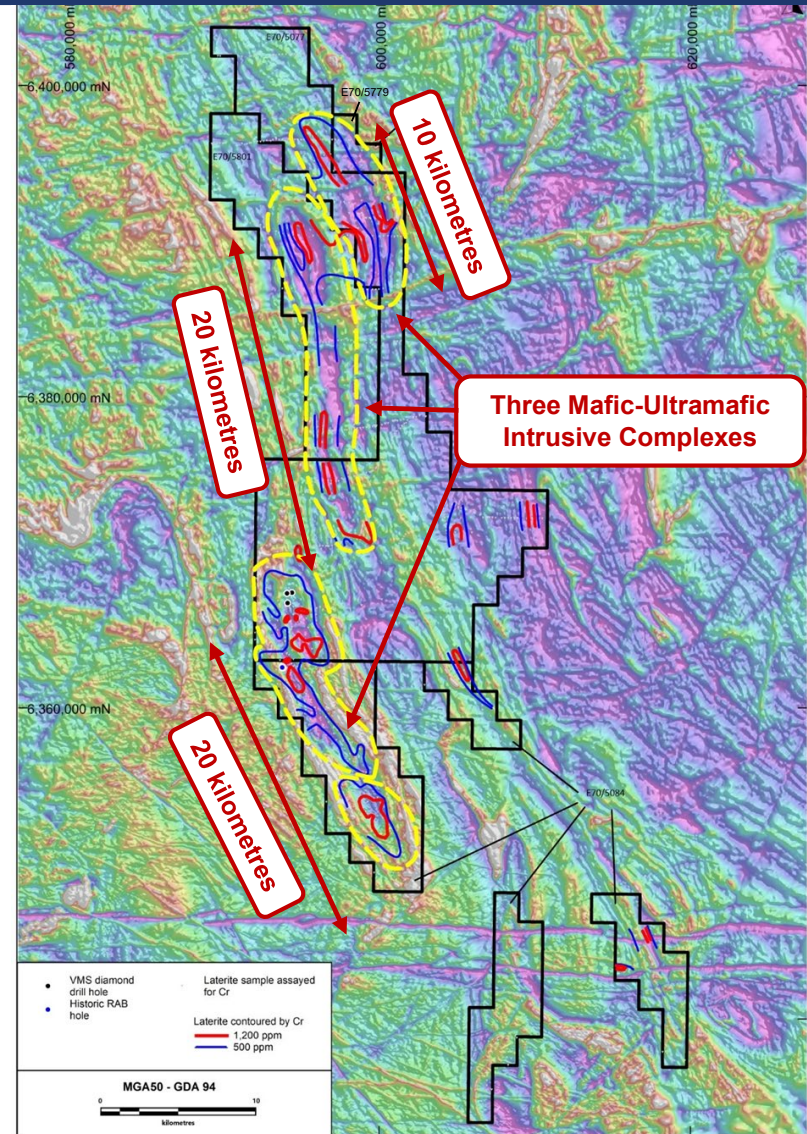 580,000 m
600,000 m
620,000 m
E70/5077
6,400,000 mN
E70/5779
E70/5801
10 kilometres
20 kilometres
6,380,000 mN
Three Mafic-Ultramafic
Intrusive Complexes
6,360,000 mN
20 kilometres
E70/5084
VMS diamond
drill hole
Historic RAB
hole
Laterite sample assayed
for Cr
Laterite contoured by Cr
1,200 ppm
500 ppm
MGA50 - GDA 94
0
10
kilometres